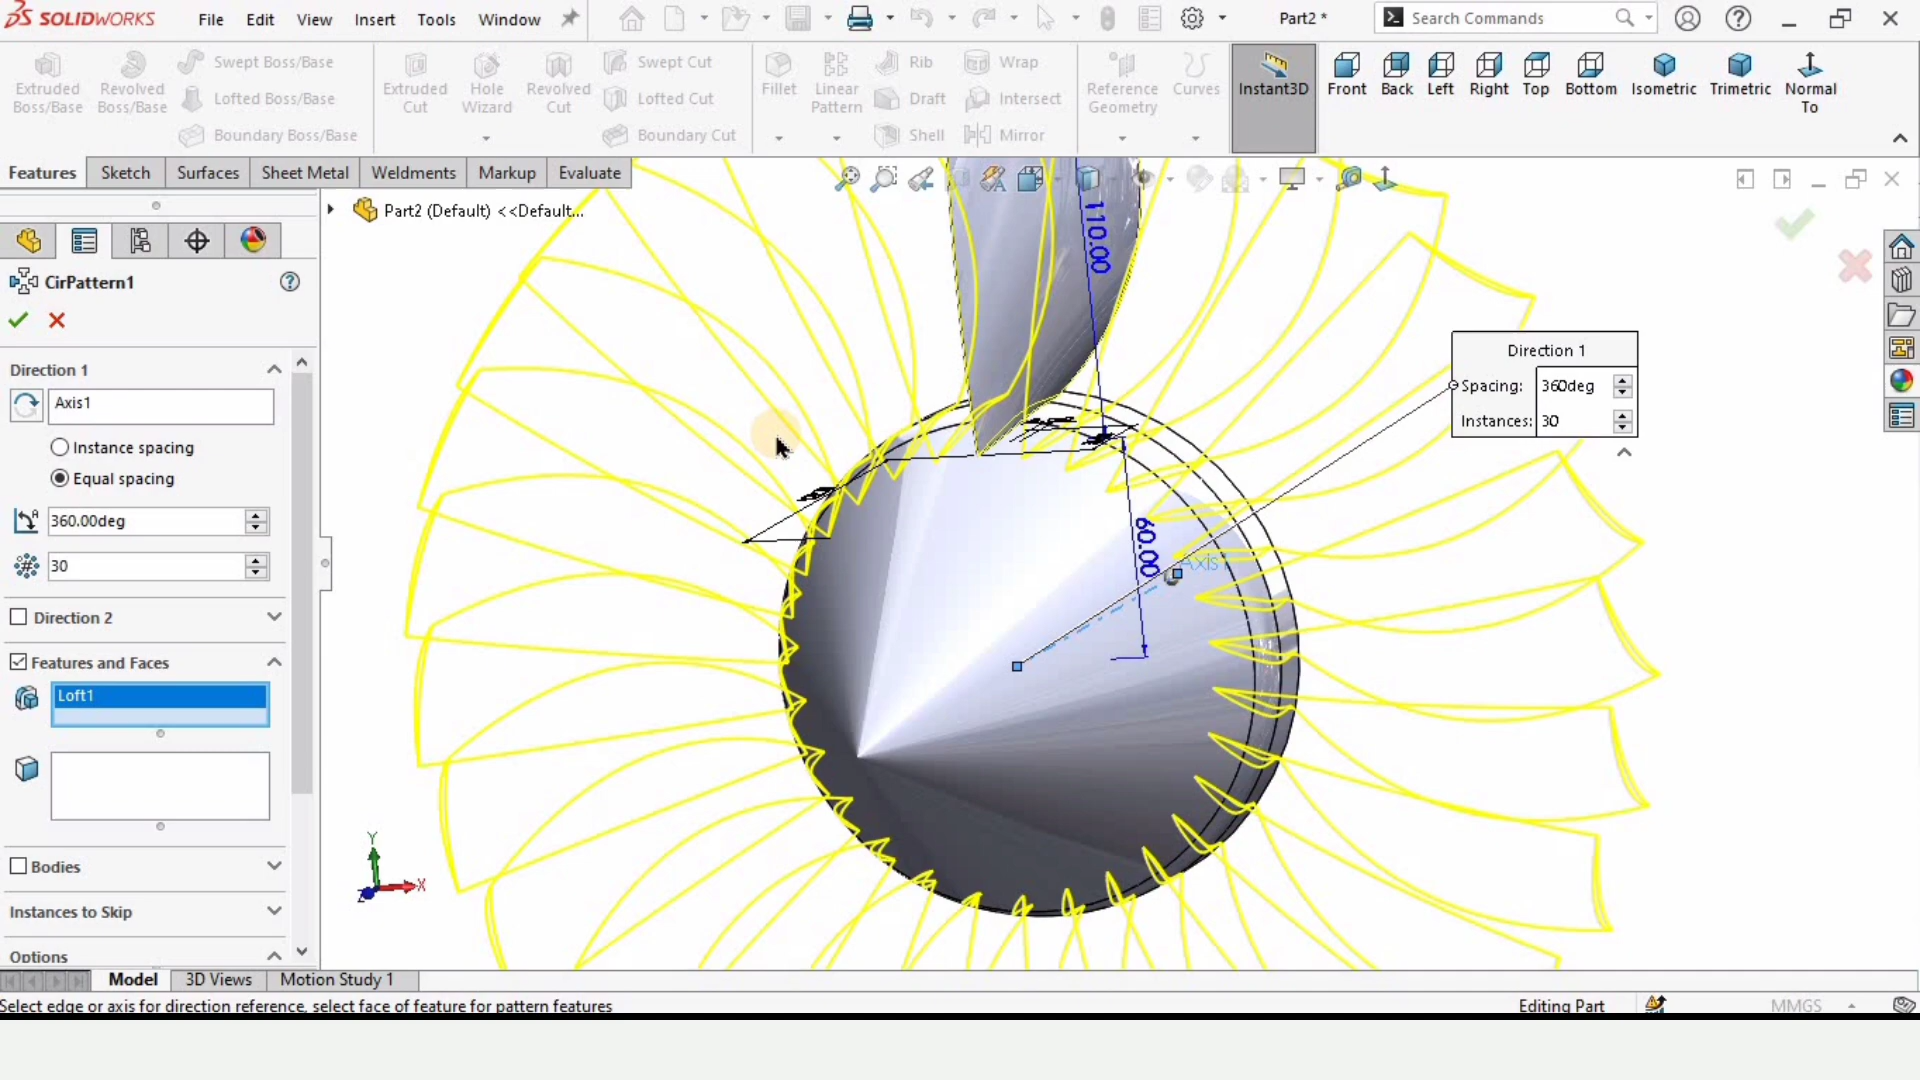 SOLIDWORKS File Edit View Insert Tools Window Part2 * Search Commands
Extruded Boss/Base
Revolved Boss/Base
Swept Boss/Base
Lofted Boss/Base
Boundary Boss/Base
Extruded Cut
Hole Wizard
Revolved Cut
Swept Cut
Lofted Cut
Boundary Cut
Fillet
Linear Pattern
Rib
Draft
Shell
Wrap
Intersect
Mirror
Reference Geometry
Curves
Instant3D
Front Back Left Right Top Bottom Isometric Trimetric Normal To
Features Sketch Surfaces Sheet Metal Weldments Markup Evaluate
Part2 (Default) <<Default...
CirPattern1
Direction 1
Axis1
Instance spacing
Equal spacing
360.00deg
30
Direction 2
Features and Faces
Loft1
Bodies
Instances to Skip
Options
110.00
60.00
Axis1
Direction 1
Spacing: 360deg
Instances: 30
Y
X
Z
Model 3D Views Motion Study 1
Select edge or axis for direction reference, select face of feature for pattern features
Editing Part
MMGS